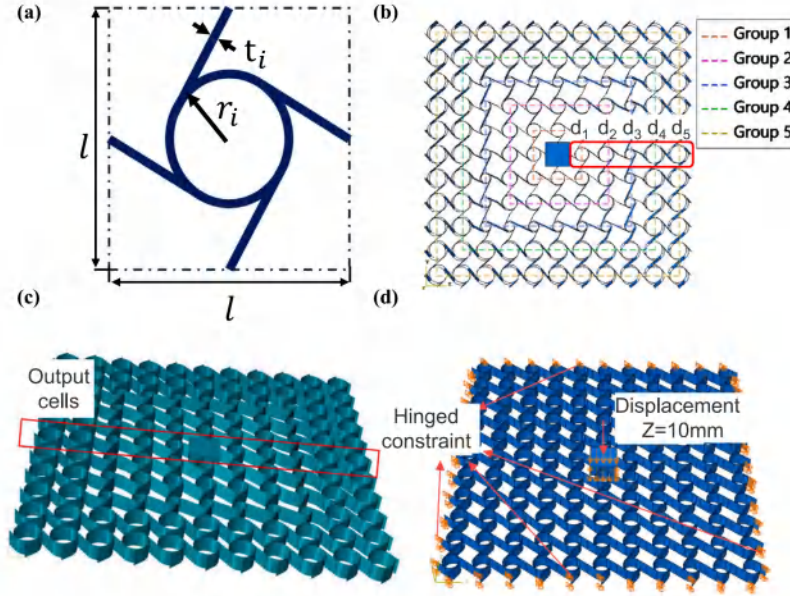 (a)
t_i
r_i
l
l
(b)
Group 1
Group 2
Group 3
Group 4
Group 5
d_1 d_2 d_3 d_4 d_5
(c)
Output
cells
(d)
Hinged
constraint
Displacement
Z=10mm